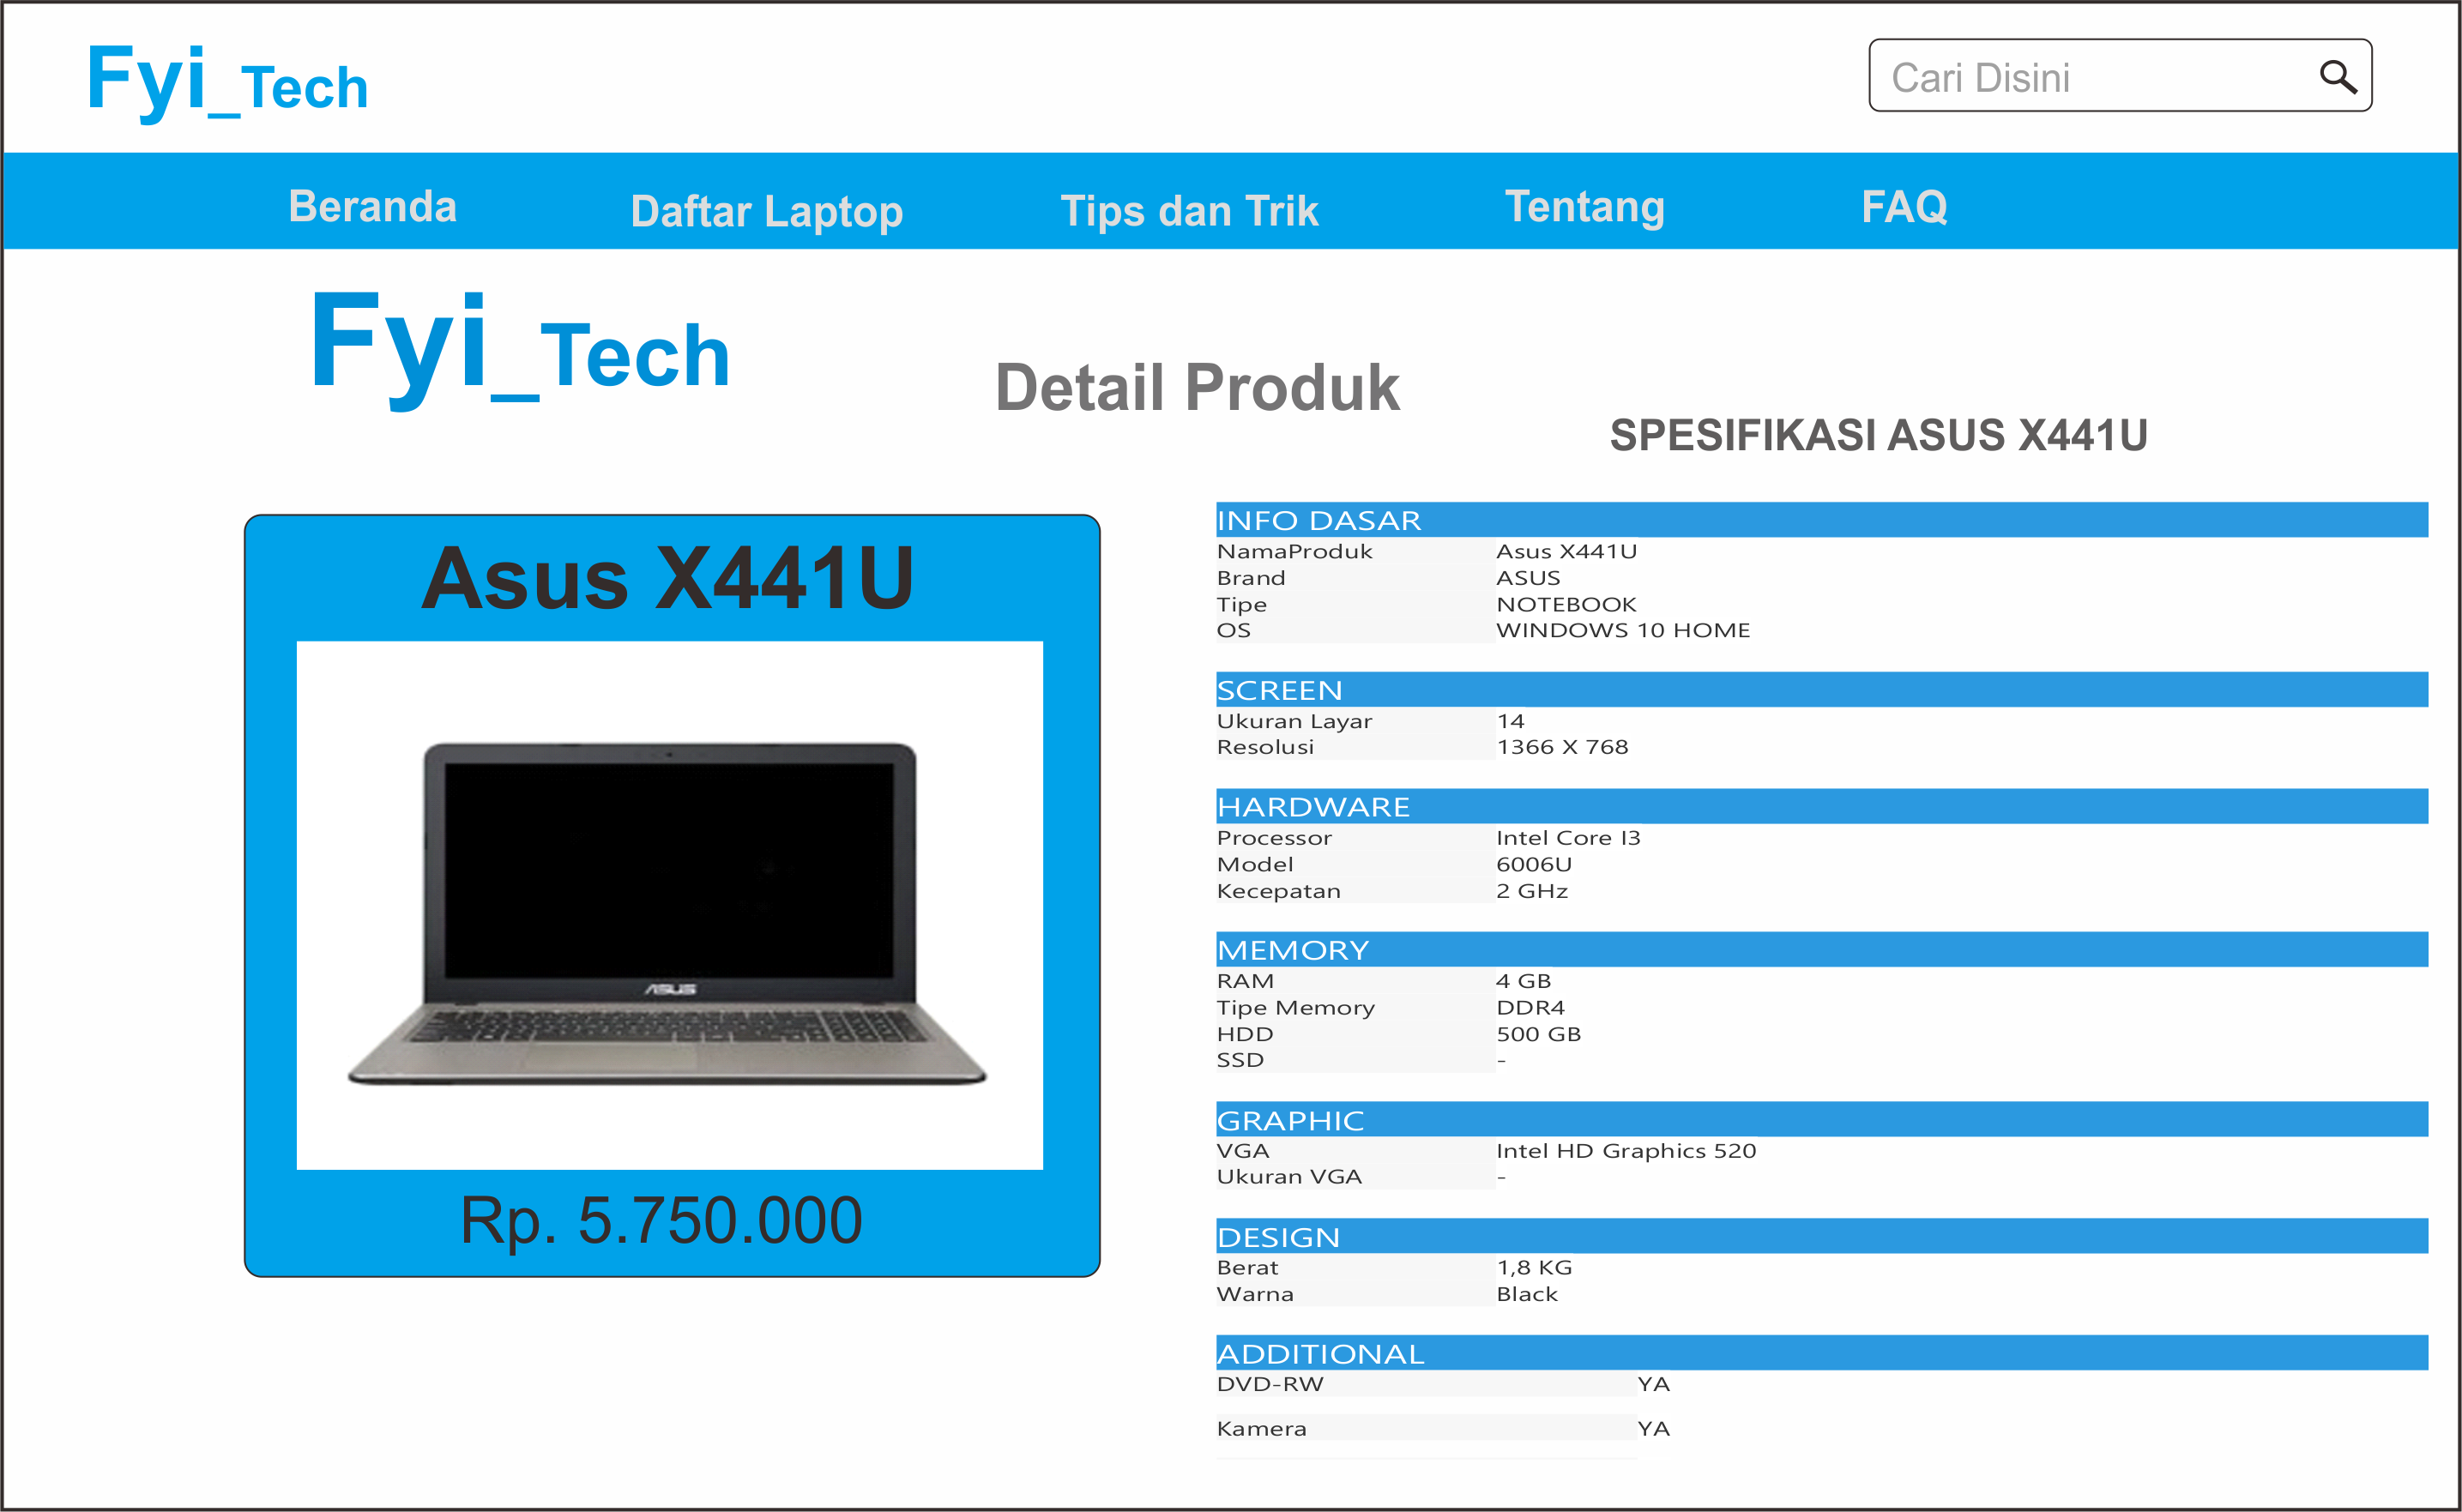 Fyi_Tech
Cari Disini
Beranda Daftar Laptop Tips dan Trik Tentang FAQ
Fyi_Tech
Detail Produk
SPESIFIKASI ASUS X441U
Asus X441U
ASUS
Rp. 5.750.000
INFO DASAR
NamaProduk Asus X441U
Brand ASUS
Tipe NOTEBOOK
OS WINDOWS 10 HOME
SCREEN
Ukuran Layar 14
Resolusi 1366 X 768
HARDWARE
Processor Intel Core I3
Model 6006U
Kecepatan 2 GHz
MEMORY
RAM 4 GB
Tipe Memory DDR4
HDD 500 GB
SSD -
GRAPHIC
VGA Intel HD Graphics 520
Ukuran VGA -
DESIGN
Berat 1,8 KG
Warna Black
ADDITIONAL
DVD-RW YA
Kamera YA